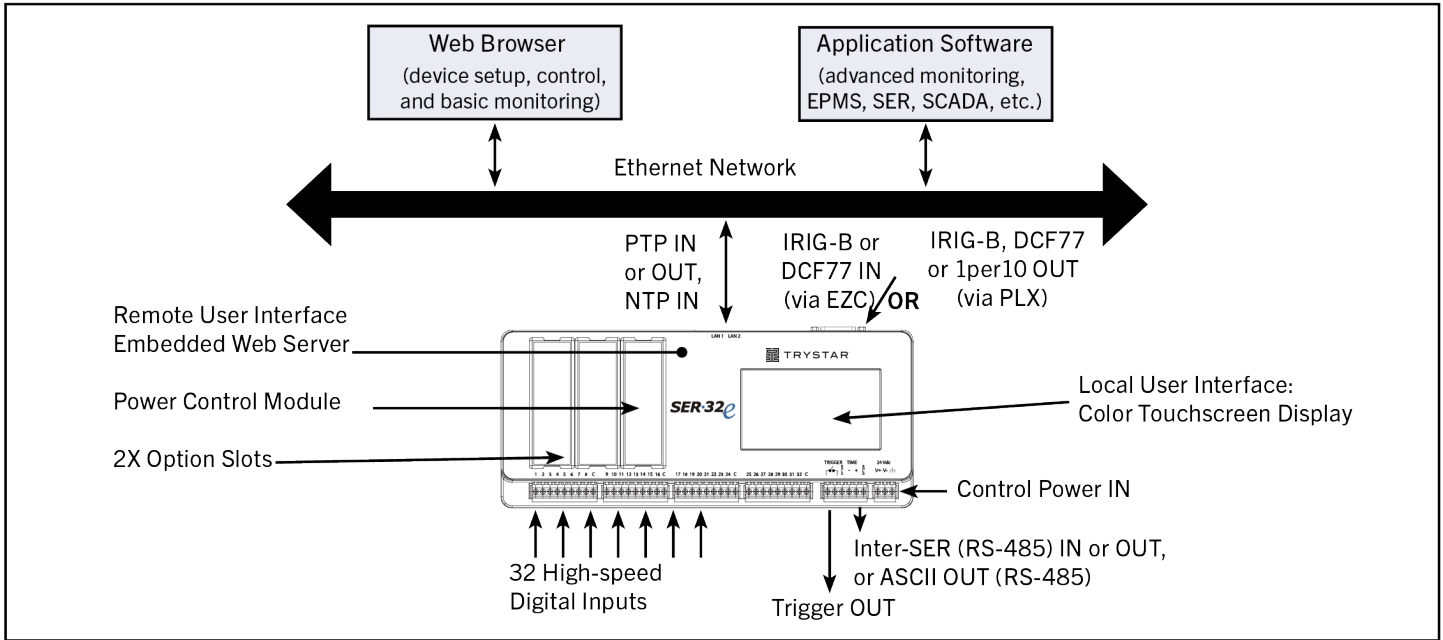 Web Browser
(device setup, control,
and basic monitoring)
Application Software
(advanced monitoring,
EPMS, SER, SCADA, etc.)
Ethernet Network
PTP IN
or OUT,
NTP IN
IRIG-B or
DCF77 IN
(via EZC)
OR
IRIG-B, DCF77
or 1per10 OUT
(via PLX)
Remote User Interface
Embedded Web Server
Power Control Module
2X Option Slots
LAN 1 LAN 2
TRYSTAR
SER-32e
Local User Interface:
Color Touchscreen Display
TRIGGER TIME 24 Vdc
- + V+ V-
1 2 3 4 5 6 7 8 C 9 10 11 12 13 14 15 16 C 17 18 19 20 21 22 23 24 C 25 26 27 28 29 30 31 32 C
Control Power IN
32 High-speed
Digital Inputs
Inter-SER (RS-485) IN or OUT,
or ASCII OUT (RS-485)
Trigger OUT